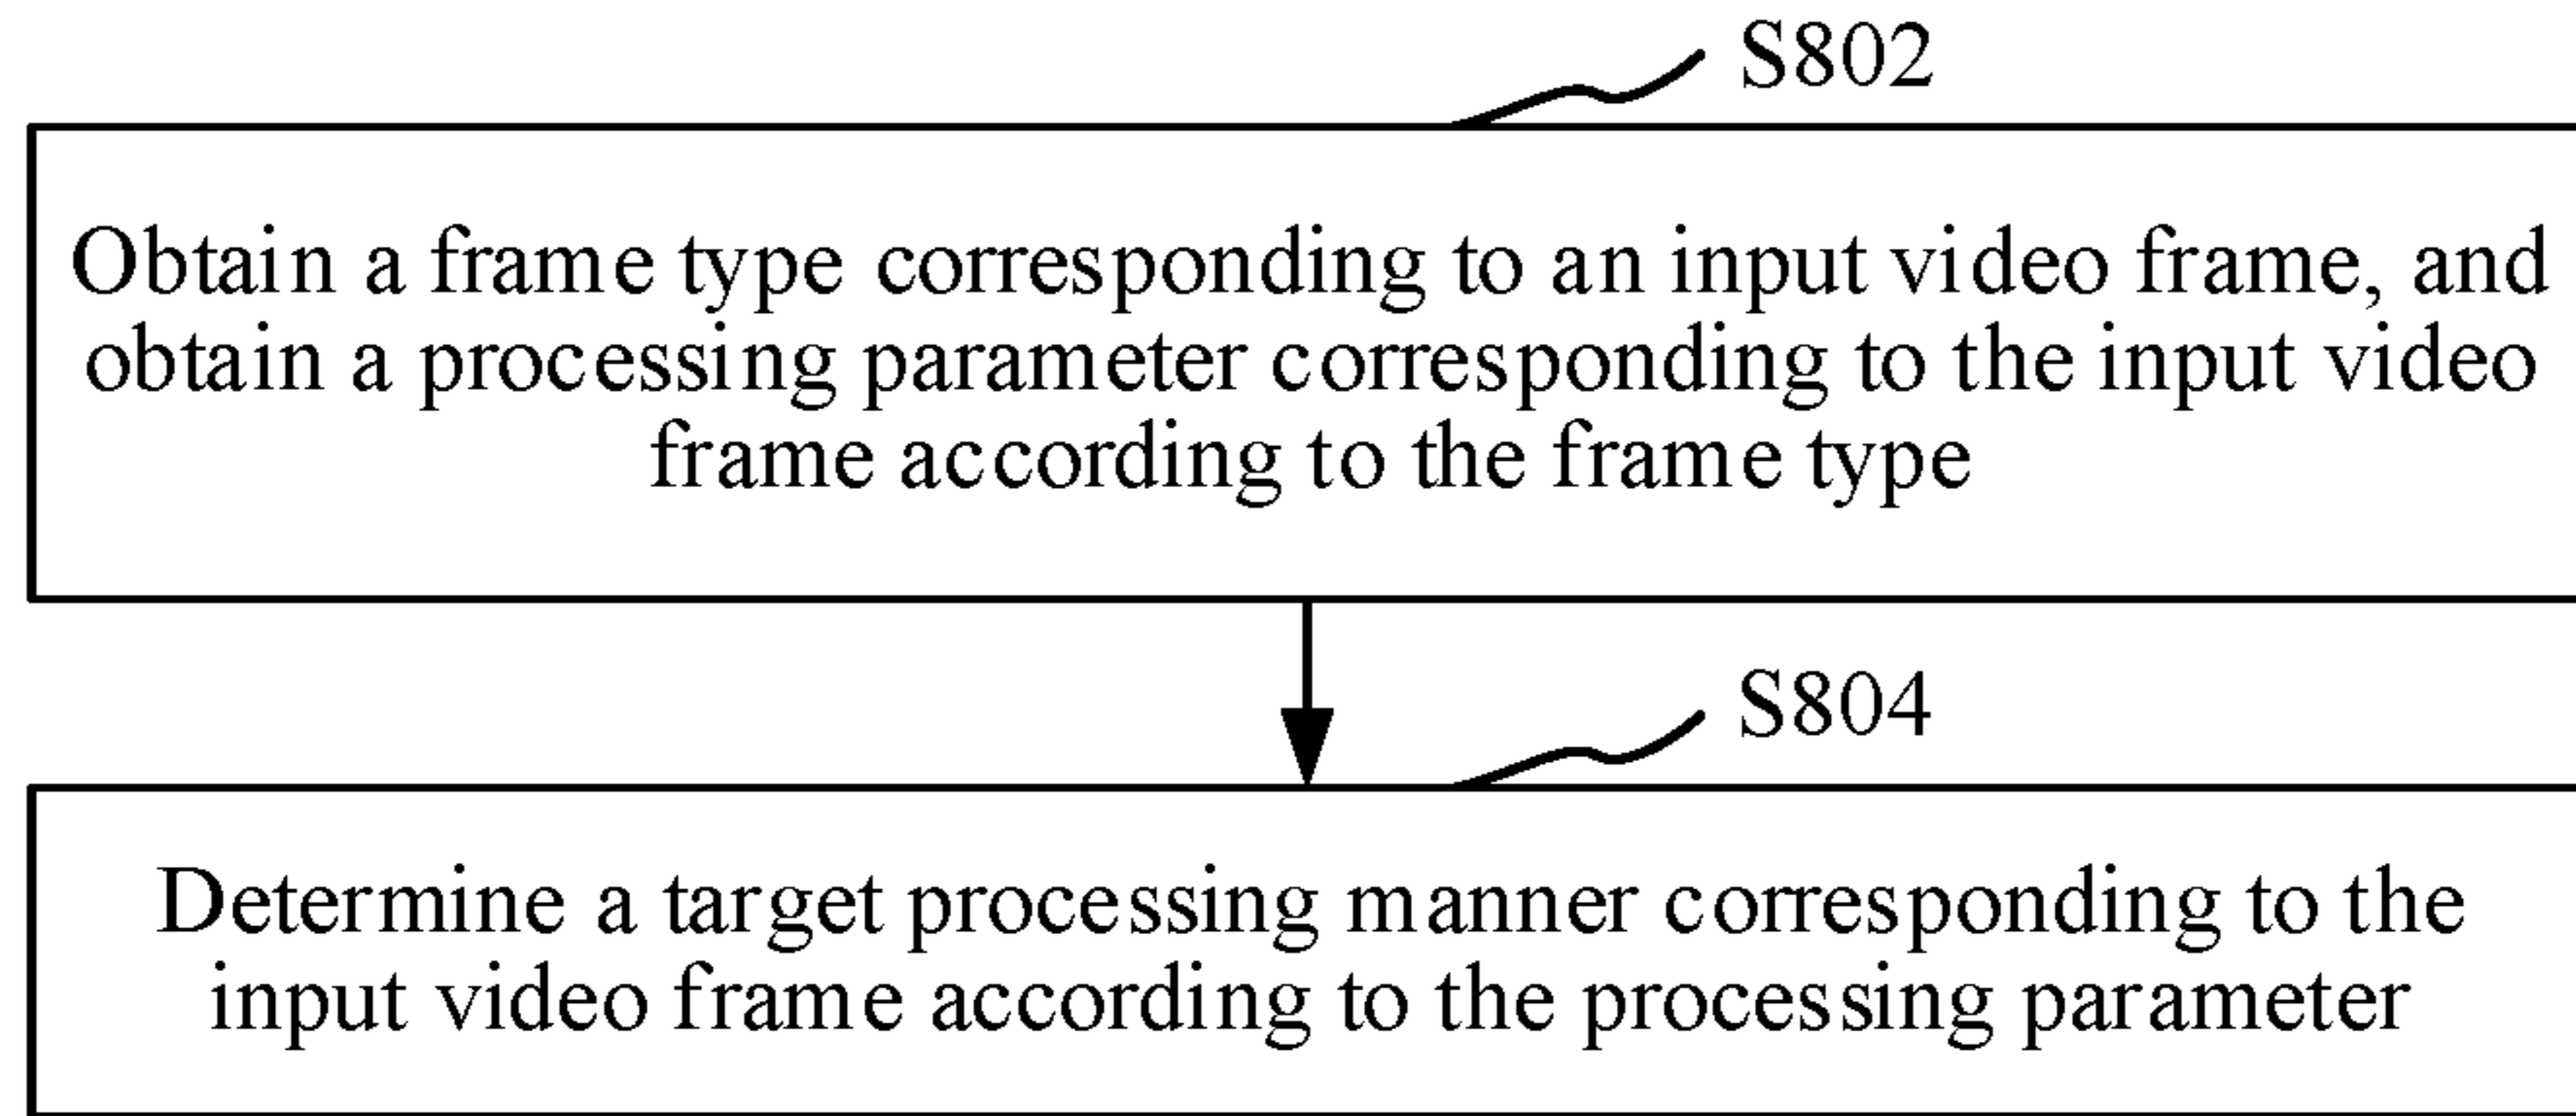 S802
Obtain a frame type corresponding to an input video frame, and
obtain a processing parameter corresponding to the input video
frame according to the frame type
S804
Determine a target processing manner corresponding to the
input video frame according to the processing parameter